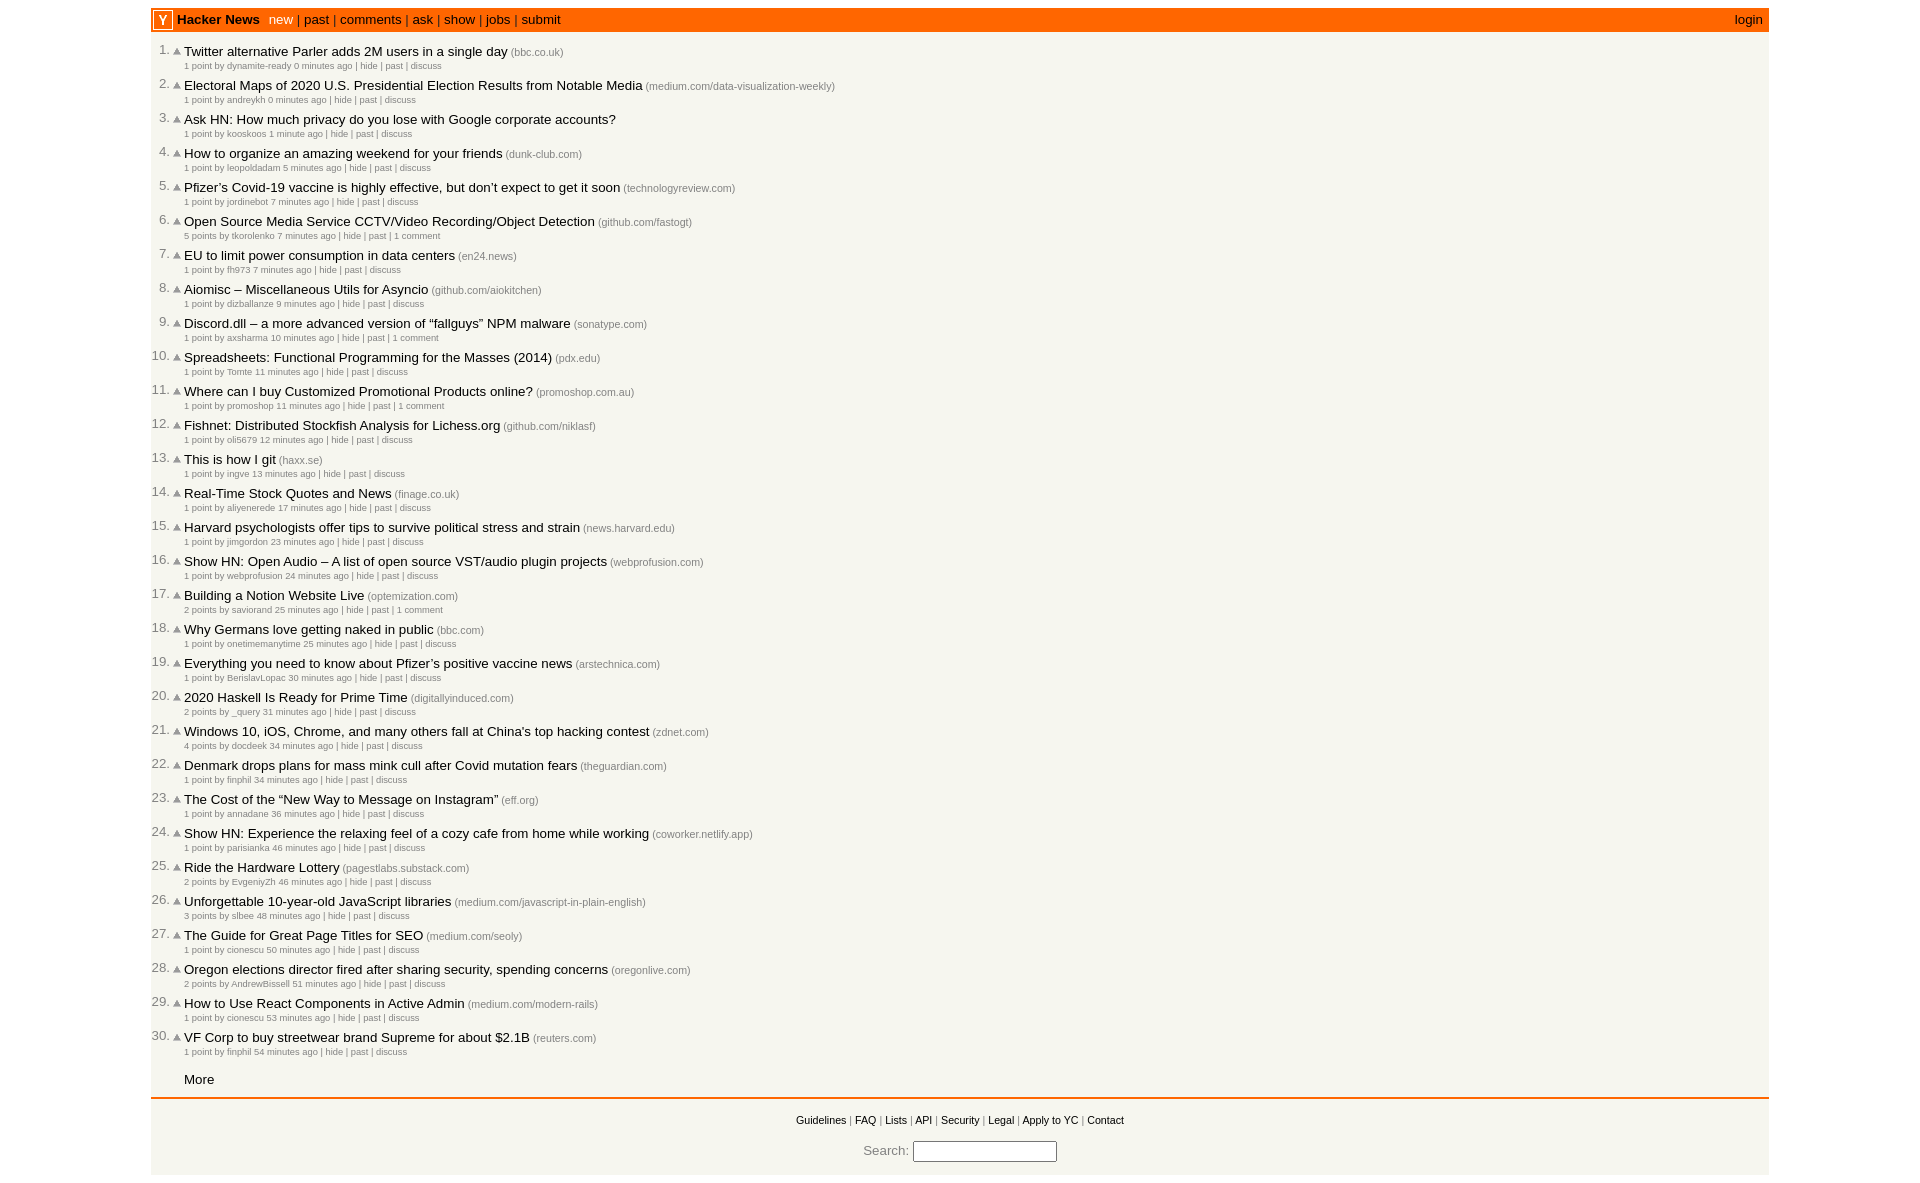 Y Hacker News new | past | comments | ask | show | jobs | submit login
1. Twitter alternative Parler adds 2M users in a single day (bbc.co.uk)
1 point by dynamite-ready 0 minutes ago | hide | past | discuss
2. Electoral Maps of 2020 U.S. Presidential Election Results from Notable Media (medium.com/data-visualization-weekly)
1 point by andreykh 0 minutes ago | hide | past | discuss
3. Ask HN: How much privacy do you lose with Google corporate accounts?
1 point by kooskoos 1 minute ago | hide | past | discuss
4. How to organize an amazing weekend for your friends (dunk-club.com)
1 point by leopoldadam 5 minutes ago | hide | past | discuss
5. Pfizer’s Covid-19 vaccine is highly effective, but don’t expect to get it soon (technologyreview.com)
1 point by jordinebot 7 minutes ago | hide | past | discuss
6. Open Source Media Service CCTV/Video Recording/Object Detection (github.com/fastogt)
5 points by tkorolenko 7 minutes ago | hide | past | 1 comment
7. EU to limit power consumption in data centers (en24.news)
1 point by fh973 7 minutes ago | hide | past | discuss
8. Aiomisc – Miscellaneous Utils for Asyncio (github.com/aiokitchen)
1 point by dizballanze 9 minutes ago | hide | past | discuss
9. Discord.dll – a more advanced version of “fallguys” NPM malware (sonatype.com)
1 point by axsharma 10 minutes ago | hide | past | 1 comment
10. Spreadsheets: Functional Programming for the Masses (2014) (pdx.edu)
1 point by Tomte 11 minutes ago | hide | past | discuss
11. Where can I buy Customized Promotional Products online? (promoshop.com.au)
1 point by promoshop 11 minutes ago | hide | past | 1 comment
12. Fishnet: Distributed Stockfish Analysis for Lichess.org (github.com/niklasf)
1 point by oli5679 12 minutes ago | hide | past | discuss
13. This is how I git (haxx.se)
1 point by ingve 13 minutes ago | hide | past | discuss
14. Real-Time Stock Quotes and News (finage.co.uk)
1 point by aliyenerede 17 minutes ago | hide | past | discuss
15. Harvard psychologists offer tips to survive political stress and strain (news.harvard.edu)
1 point by jimgordon 23 minutes ago | hide | past | discuss
16. Show HN: Open Audio – A list of open source VST/audio plugin projects (webprofusion.com)
1 point by webprofusion 24 minutes ago | hide | past | discuss
17. Building a Notion Website Live (optemization.com)
2 points by saviorand 25 minutes ago | hide | past | 1 comment
18. Why Germans love getting naked in public (bbc.com)
1 point by onetimemanytime 25 minutes ago | hide | past | discuss
19. Everything you need to know about Pfizer’s positive vaccine news (arstechnica.com)
1 point by BerislavLopac 30 minutes ago | hide | past | discuss
20. 2020 Haskell Is Ready for Prime Time (digitallyinduced.com)
2 points by _query 31 minutes ago | hide | past | discuss
21. Windows 10, iOS, Chrome, and many others fall at China's top hacking contest (zdnet.com)
4 points by docdeek 34 minutes ago | hide | past | discuss
22. Denmark drops plans for mass mink cull after Covid mutation fears (theguardian.com)
1 point by finphil 34 minutes ago | hide | past | discuss
23. The Cost of the “New Way to Message on Instagram” (eff.org)
1 point by annadane 36 minutes ago | hide | past | discuss
24. Show HN: Experience the relaxing feel of a cozy cafe from home while working (coworker.netlify.app)
1 point by parisianka 46 minutes ago | hide | past | discuss
25. Ride the Hardware Lottery (pagestlabs.substack.com)
2 points by EvgeniyZh 46 minutes ago | hide | past | discuss
26. Unforgettable 10-year-old JavaScript libraries (medium.com/javascript-in-plain-english)
3 points by slbee 48 minutes ago | hide | past | discuss
27. The Guide for Great Page Titles for SEO (medium.com/seoly)
1 point by cionescu 50 minutes ago | hide | past | discuss
28. Oregon elections director fired after sharing security, spending concerns (oregonlive.com)
2 points by AndrewBissell 51 minutes ago | hide | past | discuss
29. How to Use React Components in Active Admin (medium.com/modern-rails)
1 point by cionescu 53 minutes ago | hide | past | discuss
30. VF Corp to buy streetwear brand Supreme for about $2.1B (reuters.com)
1 point by finphil 54 minutes ago | hide | past | discuss
More
Guidelines | FAQ | Lists | API | Security | Legal | Apply to YC | Contact
Search: